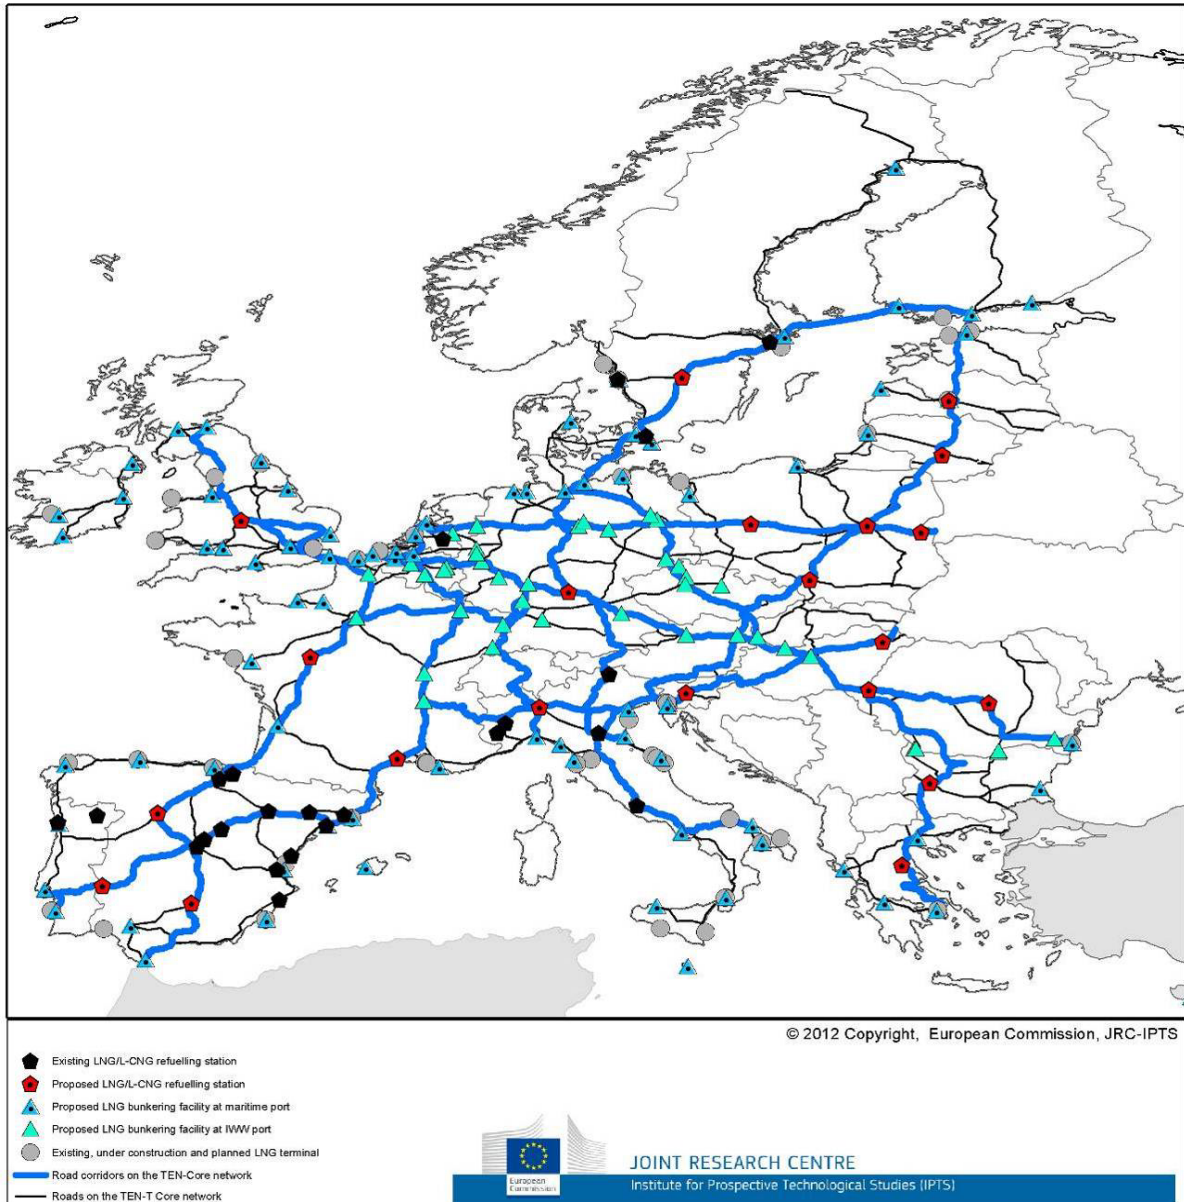 © 2012 Copyright, European Commission, JRC-IPTS
Existing LNG/L-CNG refuelling station
Proposed LNG/L-CNG refuelling station
Proposed LNG bunkering facility at maritime port
Proposed LNG bunkering facility at IWW port
Existing, under construction and planned LNG terminal
Road corridors on the TEN-Core network
Roads on the TEN-T Core network
European
Commission
JOINT RESEARCH CENTRE
Institute for Prospective Technological Studies (IPTS)